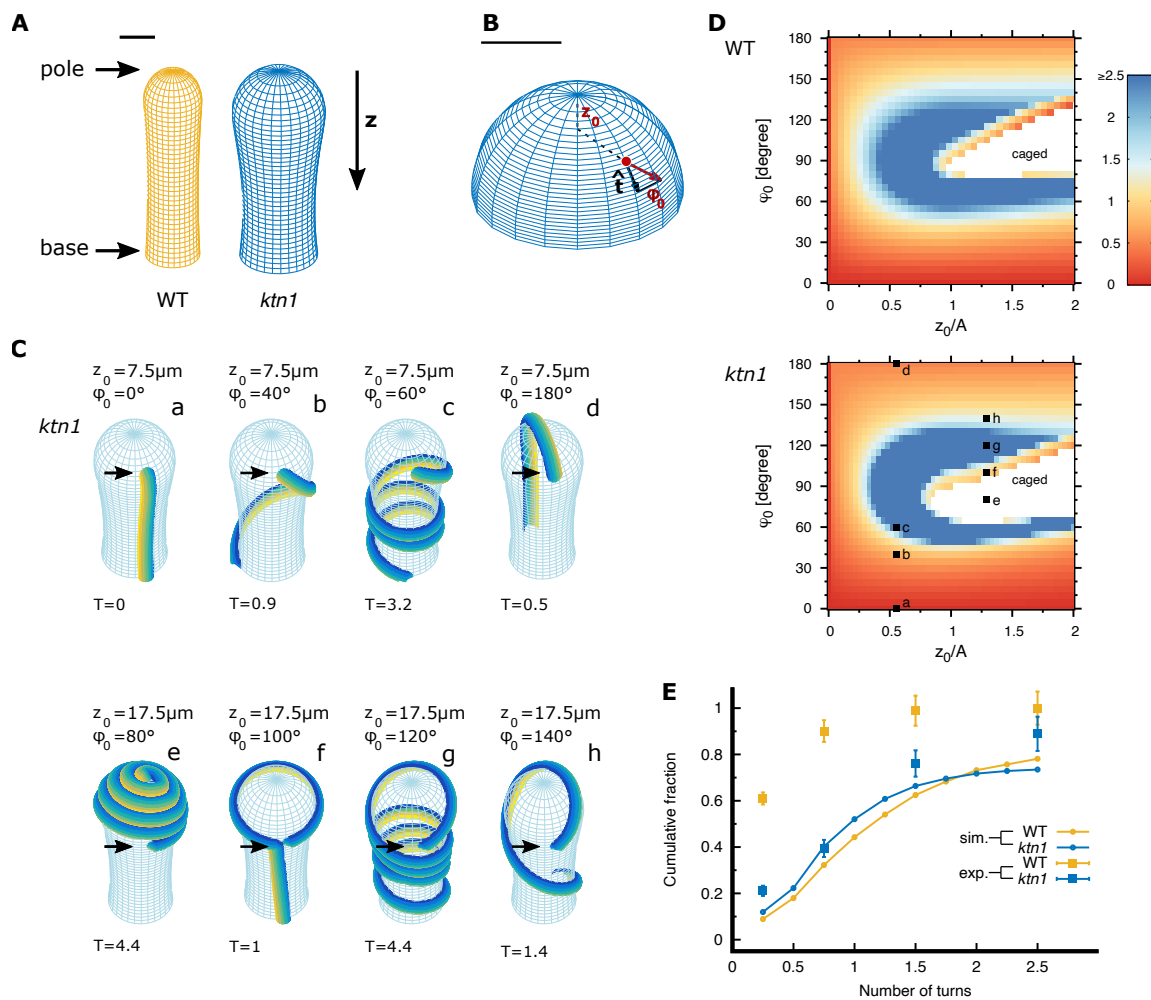 A
pole
base
z
WT
ktn1
B
z0
t̂
φ0
C
ktn1
z0=7.5µm
φ0=0°
a
T=0
z0=7.5µm
φ0=40°
b
T=0.9
z0=7.5µm
φ0=60°
c
T=3.2
z0=7.5µm
φ0=180°
d
T=0.5
z0=17.5µm
φ0=80°
e
T=4.4
z0=17.5µm
φ0=100°
f
T=1
z0=17.5µm
φ0=120°
g
T=4.4
z0=17.5µm
φ0=140°
h
T=1.4
D
WT
φ0 [degree]
180
150
120
90
60
30
0
caged
0 0.5 1 1.5 2
z0/A
≥2.5
2
1.5
1
0.5
0
ktn1
φ0 [degree]
180
150
120
90
60
30
0
d
h
g
f
caged
e
c
b
a
0 0.5 1 1.5 2
z0/A
E
Cumulative fraction
1
0.8
0.6
0.4
0.2
0
sim.
WT
ktn1
exp.
WT
ktn1
0 0.5 1 1.5 2 2.5
Number of turns